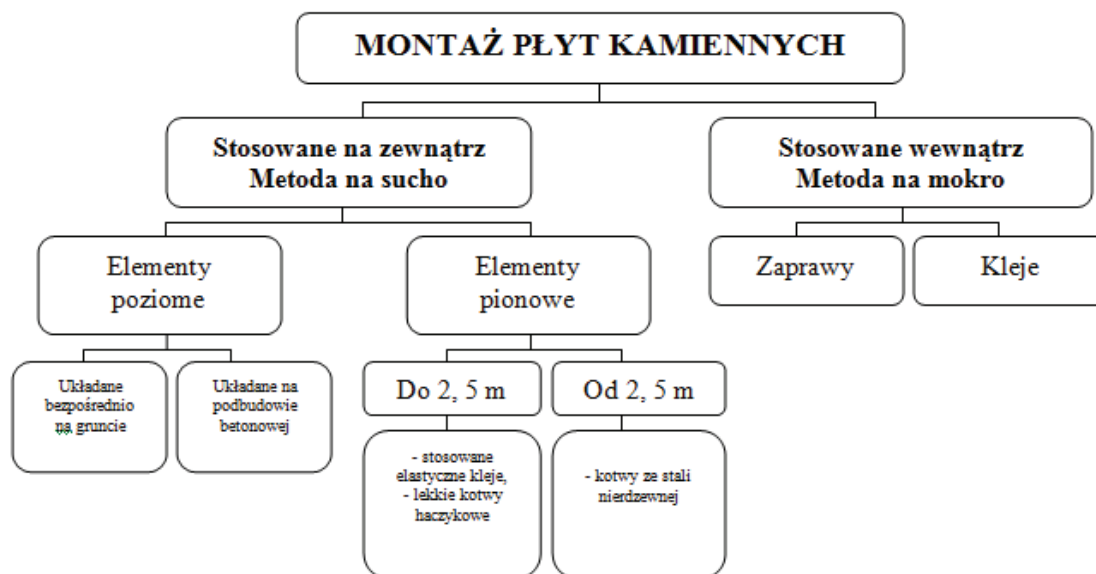 MONTAŻ PŁYT KAMIENNYCH
Stosowane na zewnątrz
Metoda na sucho
Stosowane wewnątrz
Metoda na mokro
Elementy
poziome
Elementy
pionowe
Zaprawy
Kleje
Układane
bezpośrednio
na gruncie
Układane na
podbudowie
betonowej
Do 2, 5 m
Od 2, 5 m
- stosowane
elastyczne kleje,
- lekkie kotwy
haczykowe
- kotwy ze stali
nierdzewnej